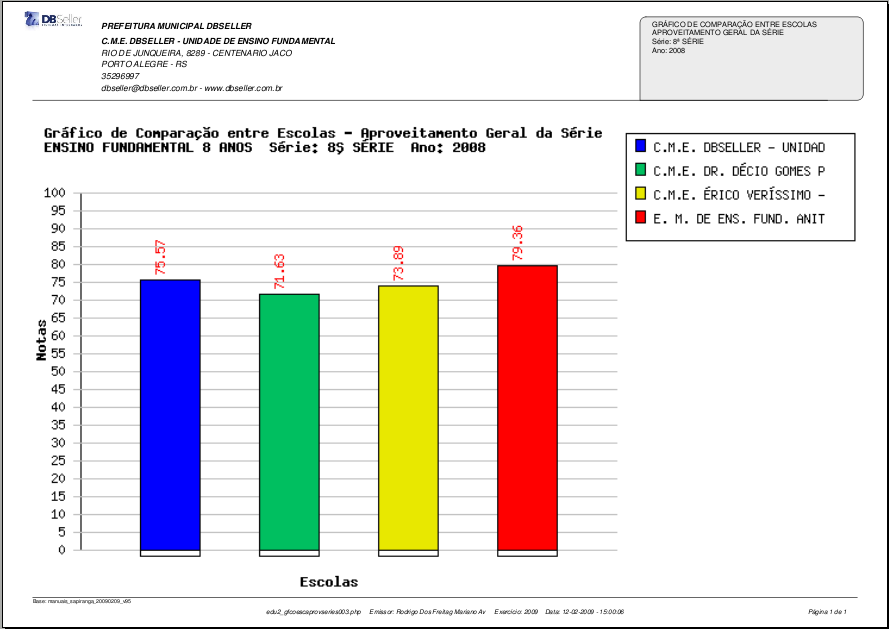 DBSeller
PREFEITURA MUNICIPAL DBSELLER
C.M.E. DBSELLER - UNIDADE DE ENSINO FUNDAMENTAL
RIO DE JUNQUEIRA, 8289 - CENTENARIO JACO
PORTO ALEGRE - RS
35296997
dbseller@dbseller.com.br - www.dbseller.com.br
GRÁFICO DE COMPARAÇÃO ENTRE ESCOLAS
APROVEITAMENTO GERAL DA SÉRIE
Série: 8ª SÉRIE
Ano: 2008
Gráfico de Comparação entre Escolas - Aproveitamento Geral da Série
ENSINO FUNDAMENTAL 8 ANOS  Série: 8Ş SÉRIE  Ano: 2008
C.M.E. DBSELLER - UNIDAD
C.M.E. DR. DÉCIO GOMES P
C.M.E. ÉRICO VERÍSSIMO -
E. M. DE ENS. FUND. ANIT
100
95
90
85
80
75
70
65
60
55
50
45
40
35
30
25
20
15
10
5
0
Notas
75.57
71.63
73.89
79.36
Escolas
Base: manuais_sapiranga_20090209_v95
edu2_gfcoescaprovseries003.php Emissor: Rodrigo Dos Freitag Mariano Av Exercício: 2009 Data: 12-02-2009 - 15:00:06
Página 1 de 1